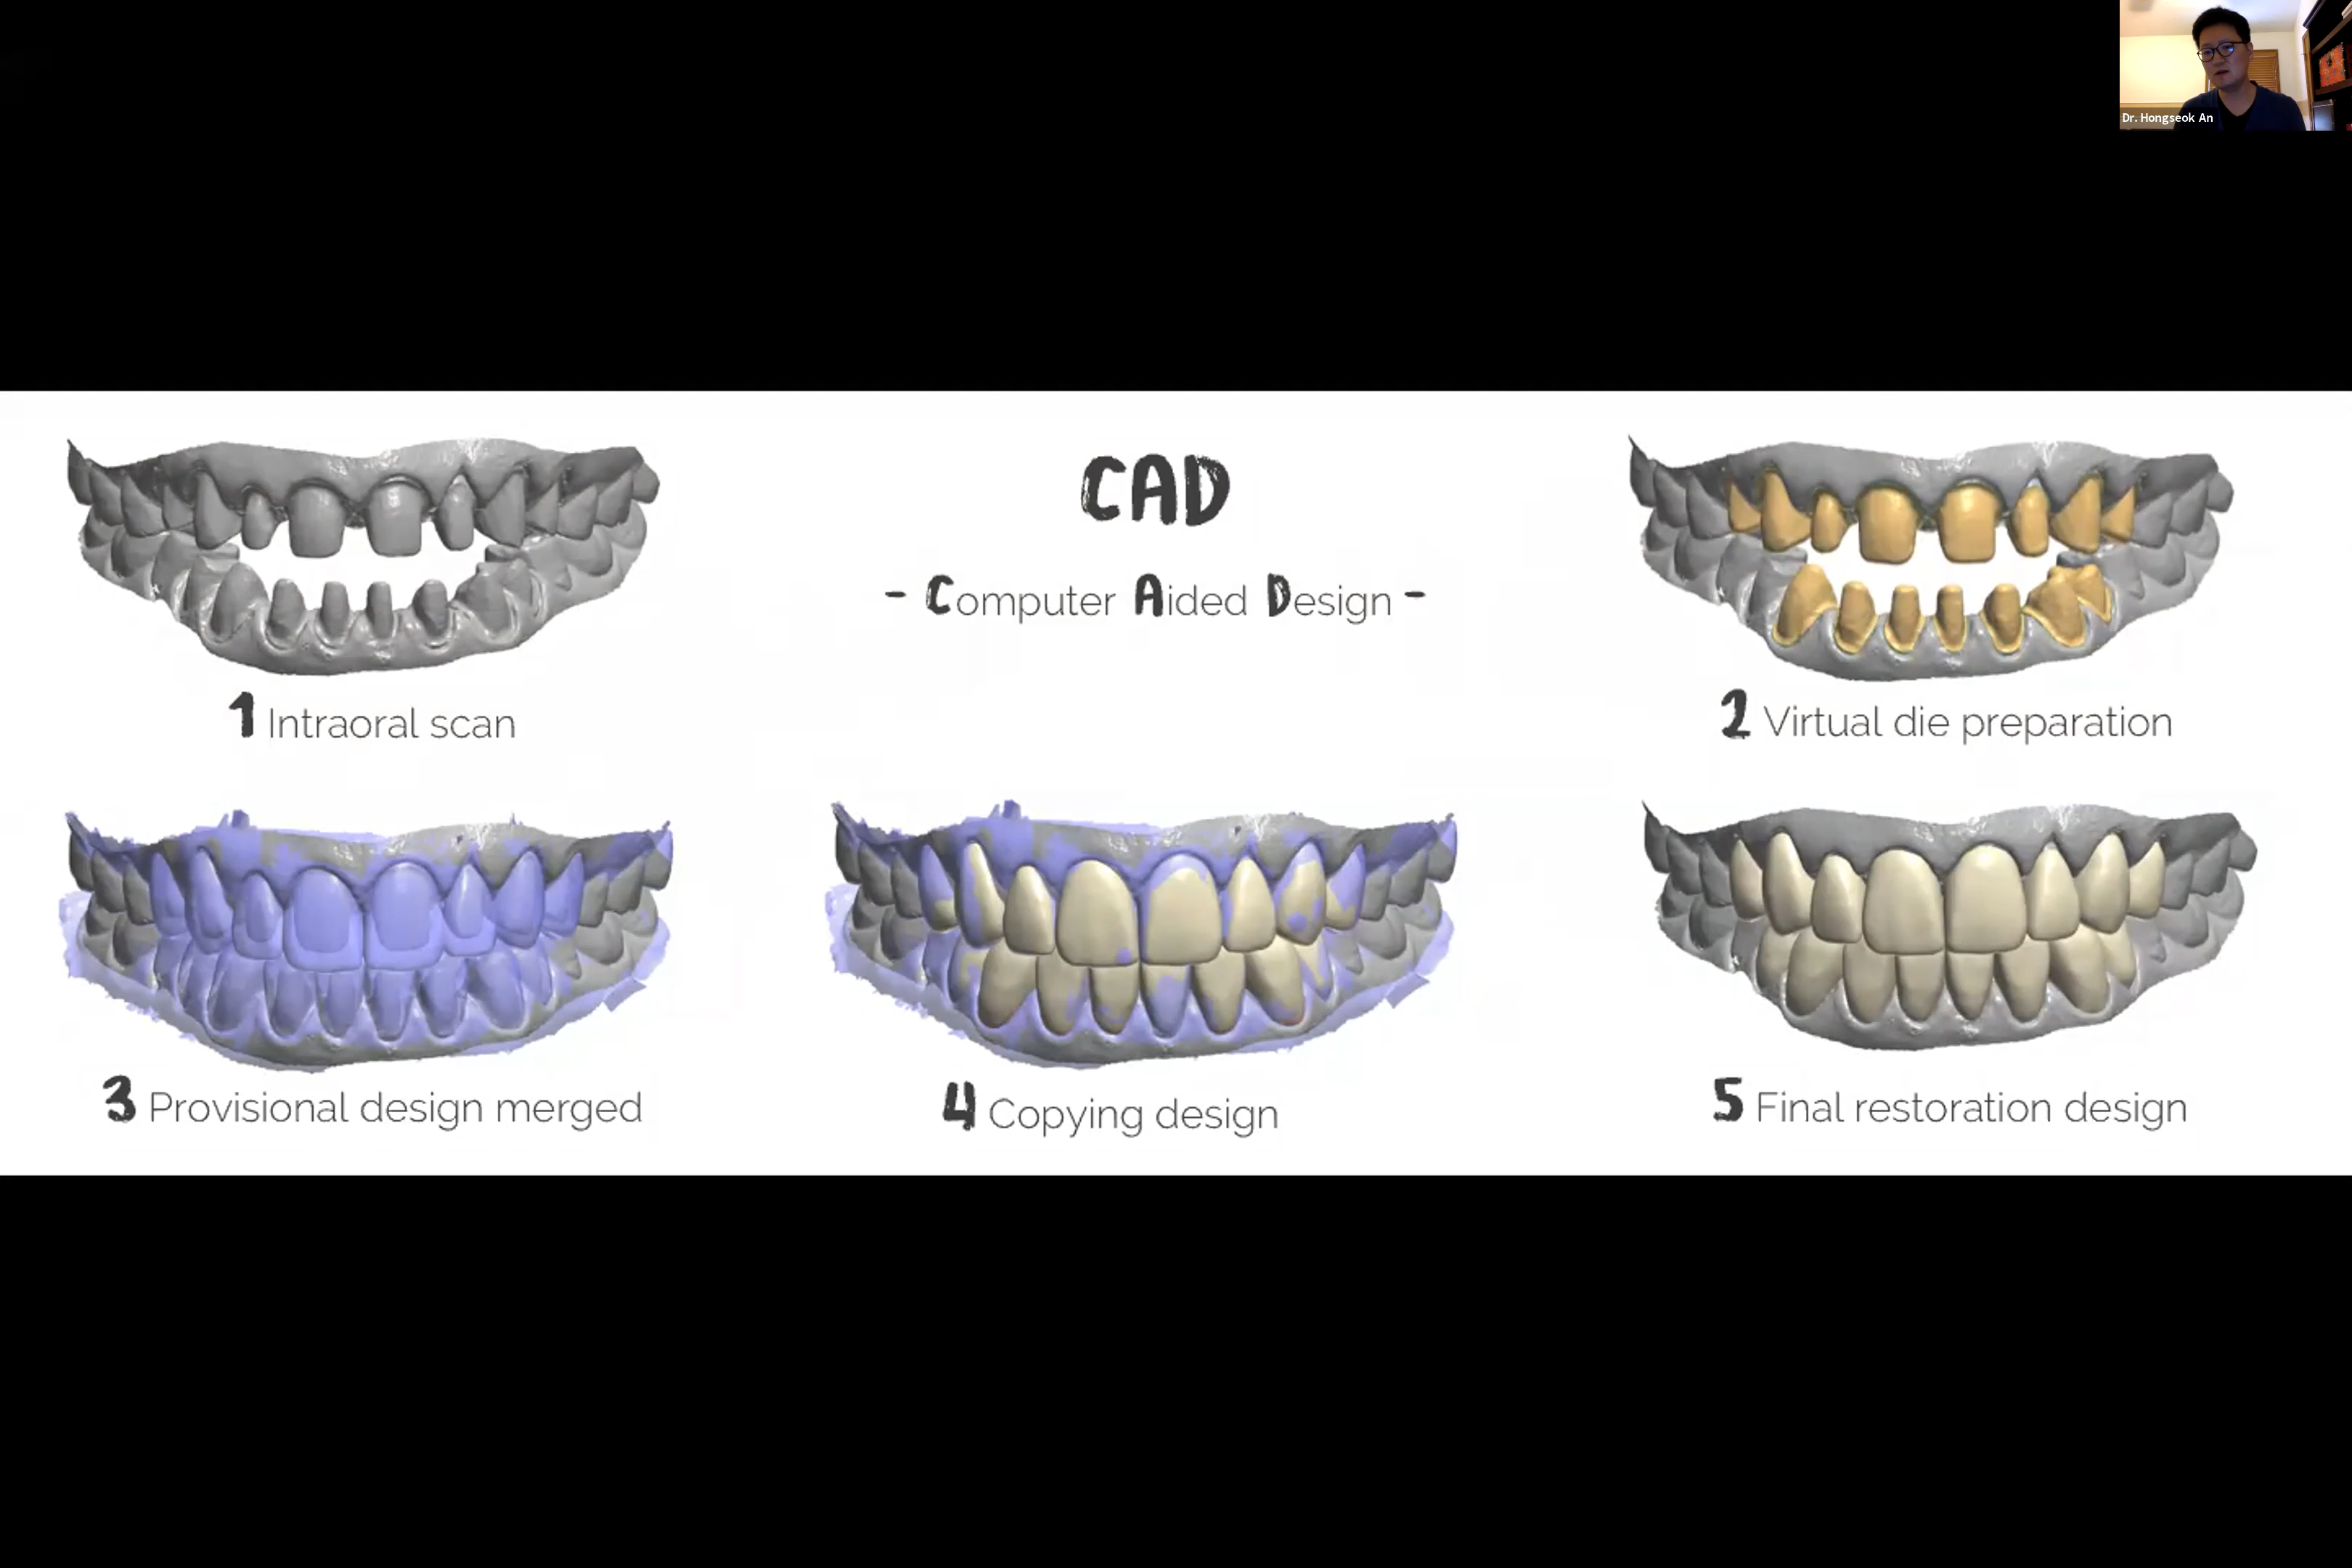 Dr. Hongseok An
CAD
- Computer Aided Design -
1 Intraoral scan
2 Virtual die preparation
3 Provisional design merged
4 Copying design
5 Final restoration design